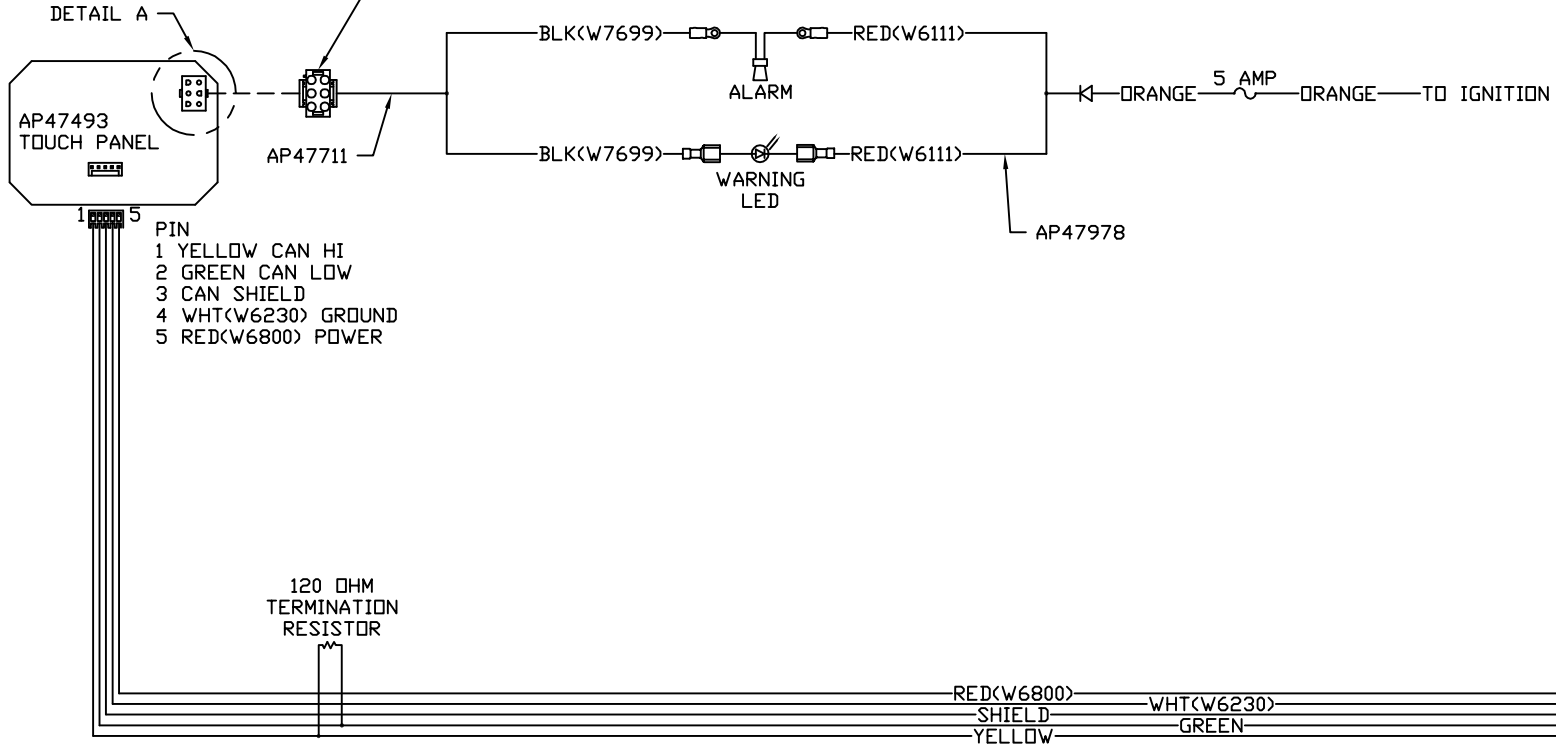 DETAIL A
BLK(W7699)
RED(W6111)
ALARM
5 AMP
ORANGE
ORANGE
TO IGNITION
AP47493
TOUCH PANEL
AP47711
BLK(W7699)
RED(W6111)
WARNING
LED
AP47978
1
5
PIN
1 YELLOW CAN HI
2 GREEN CAN LOW
3 CAN SHIELD
4 WHT(W6230) GROUND
5 RED(W6800) POWER
120 OHM
TERMINATION
RESISTOR
RED(W6800)
WHT(W6230)
SHIELD
GREEN
YELLOW